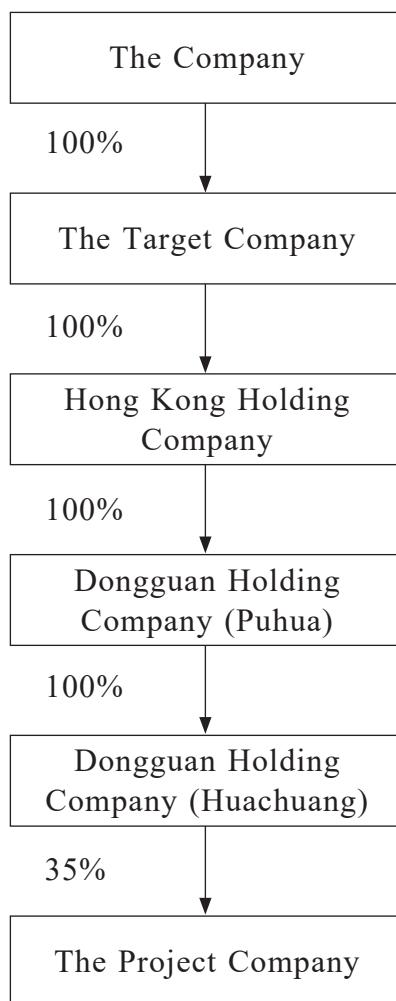 The Company
100%
The Target Company
100%
Hong Kong Holding
Company
100%
Dongguan Holding
Company (Puhua)
100%
Dongguan Holding
Company (Huachuang)
35%
The Project Company